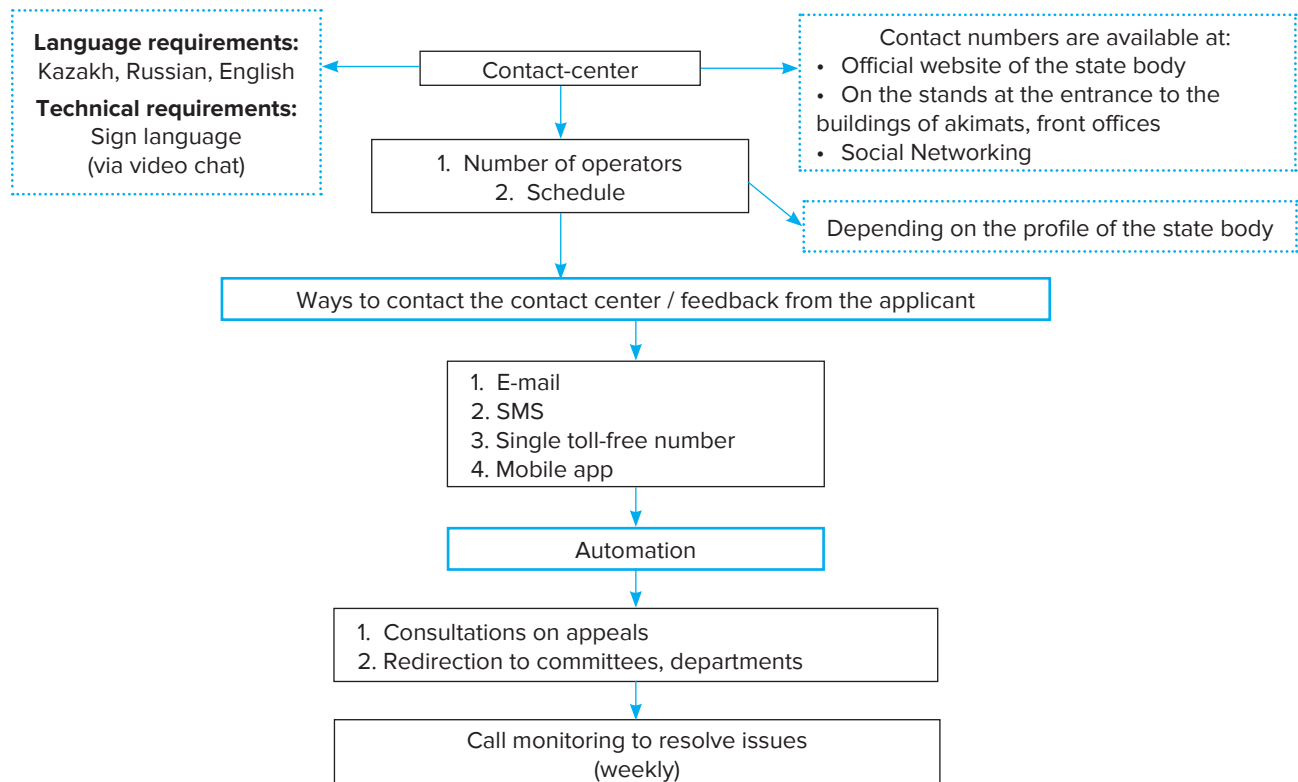 Language requirements:
Kazakh, Russian, English
Technical requirements:
Sign language
(via video chat)
Contact-center
Contact numbers are available at:
• Official website of the state body
• On the stands at the entrance to the
buildings of akimats, front offices
• Social Networking
1. Number of operators
2. Schedule
Depending on the profile of the state body
Ways to contact the contact center / feedback from the applicant
1. E-mail
2. SMS
3. Single toll-free number
4. Mobile app
Automation
1. Consultations on appeals
2. Redirection to committees, departments
Call monitoring to resolve issues
(weekly)